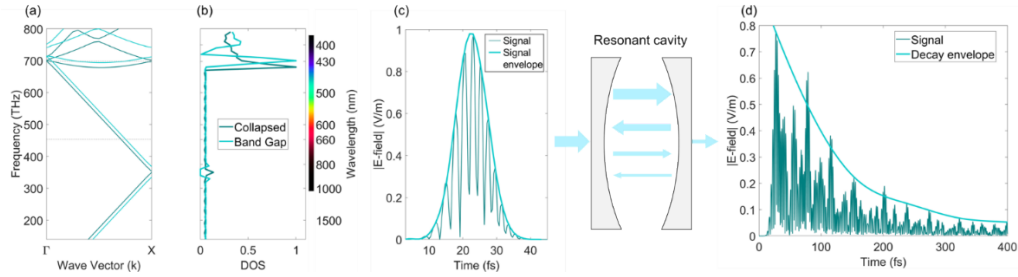 (a)
800
700
600
500
400
300
200
Frequency (THz)
Γ
X
Wave Vector (k)
(b)
Collapsed
Band Gap
0
0.5
1
DOS
400
430
500
600
660
800
1000
1500
Wavelength (nm)
(c)
1
0.8
0.6
0.4
0.2
0
|E-field| (V/m)
Signal
Signal
envelope
10
20
30
40
Time (fs)
Resonant cavity
(d)
0.8
0.7
0.6
0.5
0.4
0.3
0.2
0.1
0
|E-field| (V/m)
Signal
Decay envelope
0
100
200
300
400
Time (fs)